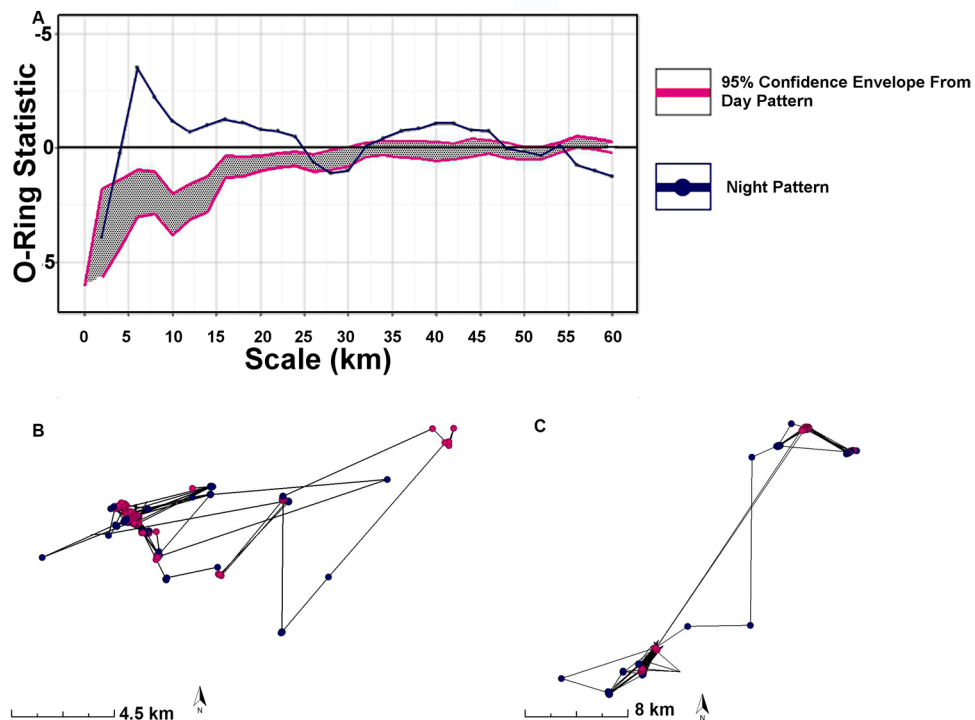 A
-5
0
5
O-Ring Statistic
0 5 10 15 20 25 30 35 40 45 50 55 60
Scale (km)
95% Confidence Envelope From
Day Pattern
Night Pattern
B
4.5 km
N
C
8 km
N